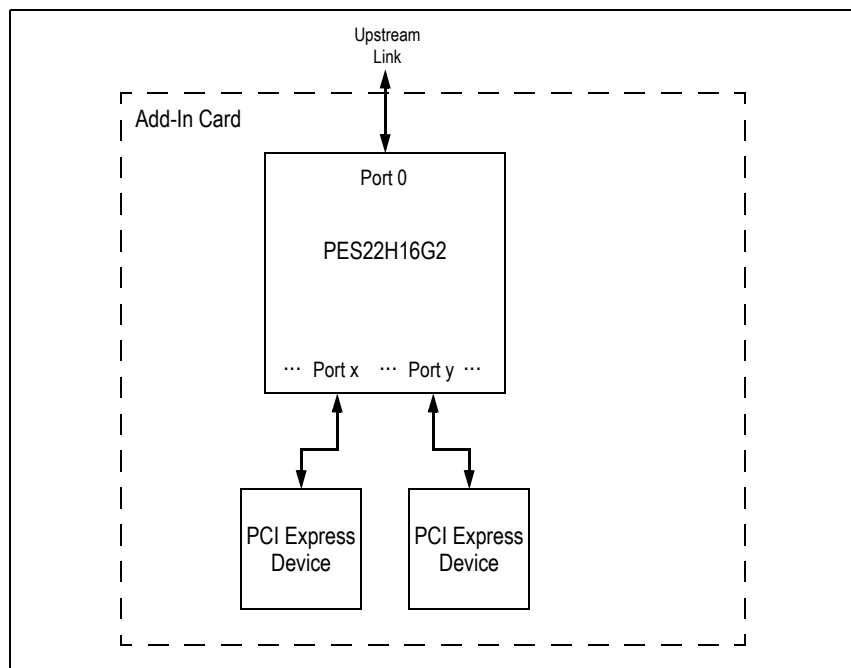 Upstream
Link
Add-In Card
Port 0
PES22H16G2
··· Port x ··· Port y ···
PCI Express
Device
PCI Express
Device